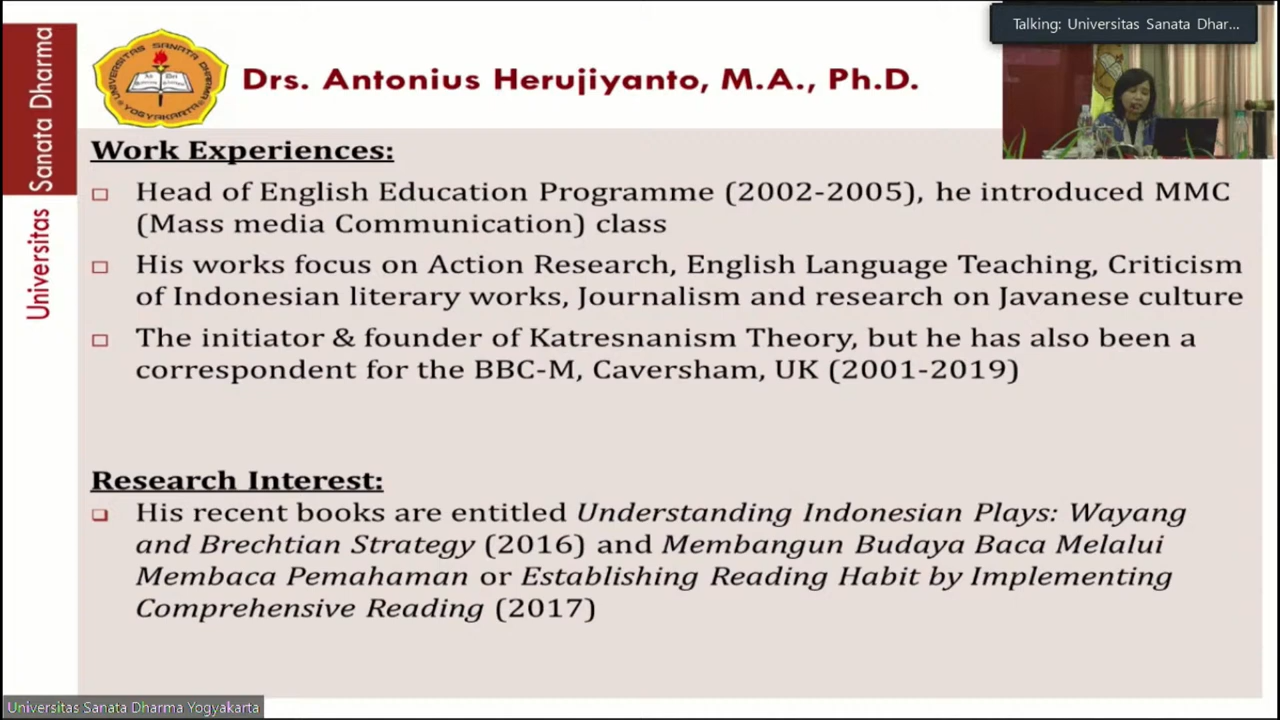 Talking: Universitas Sanata Dhar...
Universitas Sanata Dharma
UNIVERSITAS SANATA DHARMA
YOGYAKARTA
Drs. Antonius Herujiyanto, M.A., Ph.D.
Work Experiences:
Head of English Education Programme (2002-2005), he introduced MMC
(Mass media Communication) class
His works focus on Action Research, English Language Teaching, Criticism
of Indonesian literary works, Journalism and research on Javanese culture
The initiator & founder of Katresnanism Theory, but he has also been a
correspondent for the BBC-M, Caversham, UK (2001-2019)
Research Interest:
His recent books are entitled Understanding Indonesian Plays: Wayang
and Brechtian Strategy (2016) and Membangun Budaya Baca Melalui
Membaca Pemahaman or Establishing Reading Habit by Implementing
Comprehensive Reading (2017)
Universitas Sanata Dharma Yogyakarta